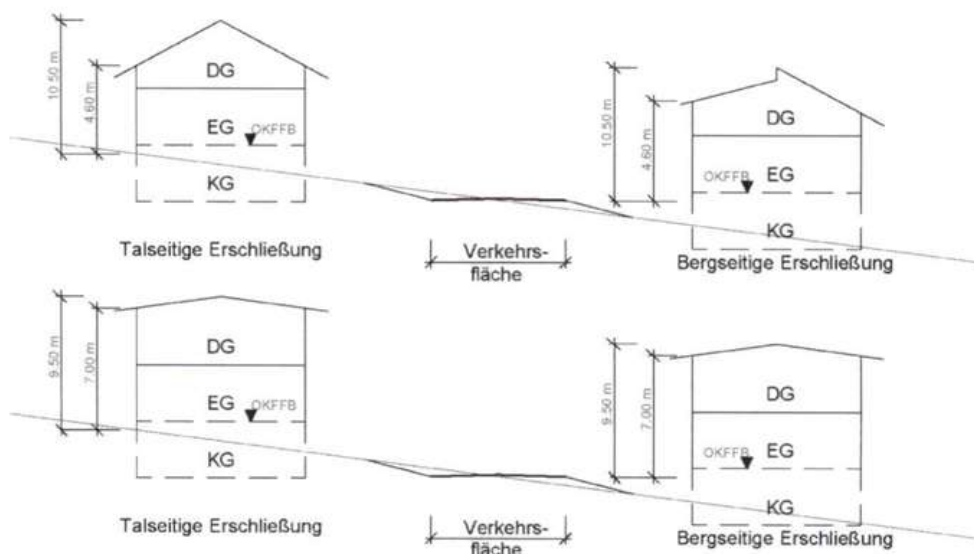 10.50 m
4.60 m
DG
EG OKFFB
KG
Talseitige Erschließung
Verkehrs-
fläche
10.50 m
4.60 m
DG
OKFFB EG
KG
Bergseitige Erschließung
9.50 m
7.00 m
DG
EG OKFFB
KG
Talseitige Erschließung
Verkehrs-
fläche
9.50 m
7.00 m
DG
OKFFB EG
KG
Bergseitige Erschließung